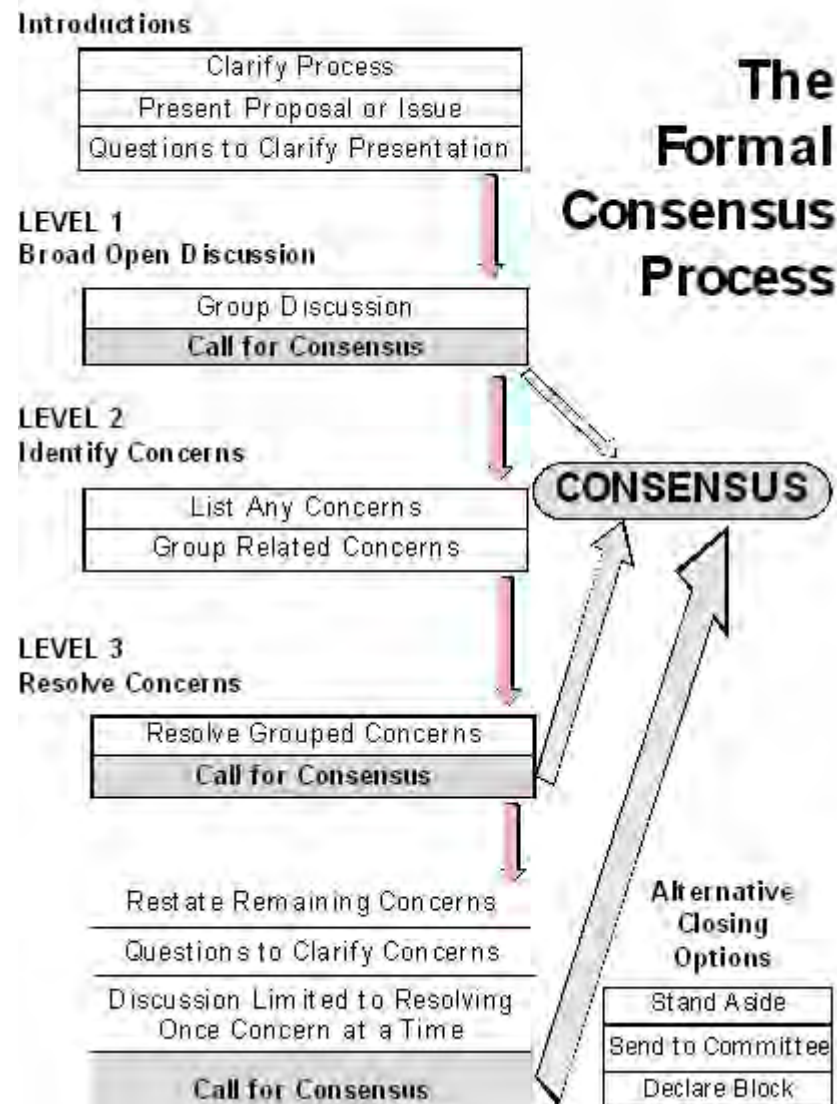 Introductions
Clarify Process
Present Proposal or Issue
Questions to Clarify Presentation
The
Formal
Consensus
Process
LEVEL 1
Broad Open Discussion
Group Discussion
Call for Consensus
LEVEL 2
Identify Concerns
List Any Concerns
Group Related Concerns
CONSENSUS
LEVEL 3
Resolve Concerns
Resolve Grouped Concerns
Call for Consensus
Restate Remaining Concerns
Questions to Clarify Concerns
Discussion Limited to Resolving
Once Concern at a Time
Call for Consensus
Alternative
Closing
Options
Stand Aside
Send to Committee
Declare Block